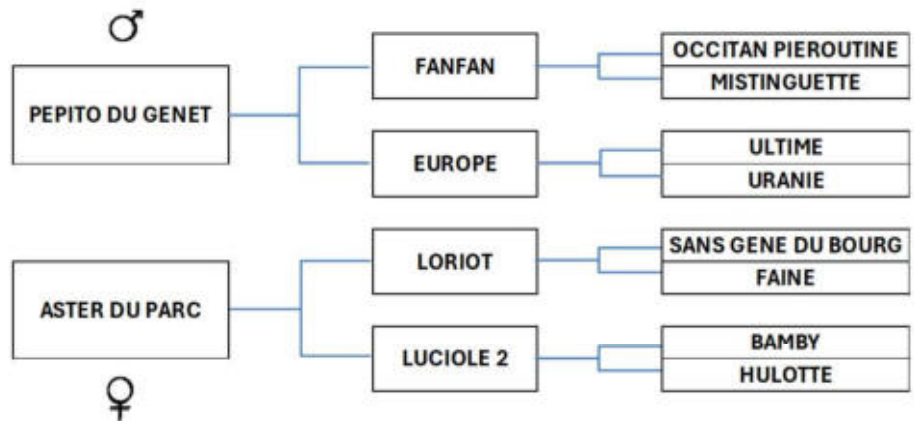 PEPITO DU GENET
FANFAN
OCCITAN PIEROUTINE
MISTINGUETTE
EUROPE
ULTIME
URANIE
ASTER DU PARC
LORIOT
SANS GENE DU BOURG
FAINE
LUCIOLE 2
BAMBY
HULOTTE